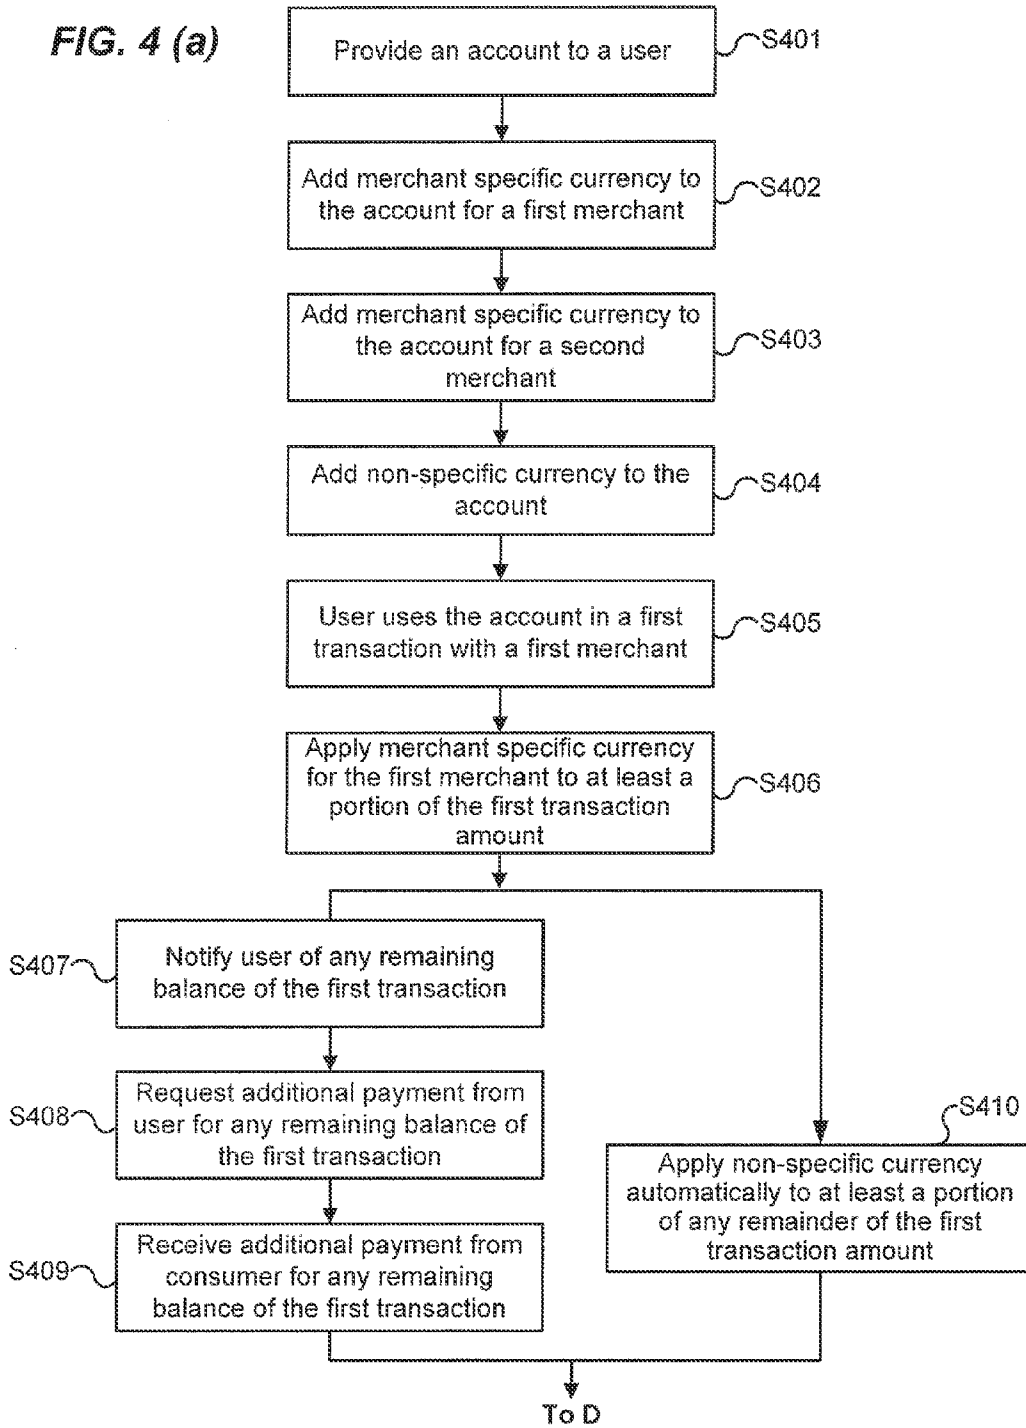 FIG. 4 (a)
Provide an account to a user
S401
Add merchant specific currency to
the account for a first merchant
S402
Add merchant specific currency to
the account for a second
merchant
S403
Add non-specific currency to the
account
S404
User uses the account in a first
transaction with a first merchant
S405
Apply merchant specific currency
for the first merchant to at least a
portion of the first transaction
amount
S406
S407
Notify user of any remaining
balance of the first transaction
S408
Request additional payment from
user for any remaining balance of
the first transaction
S409
Receive additional payment from
consumer for any remaining
balance of the first transaction
S410
Apply non-specific currency
automatically to at least a portion
of any remainder of the first
transaction amount
To D